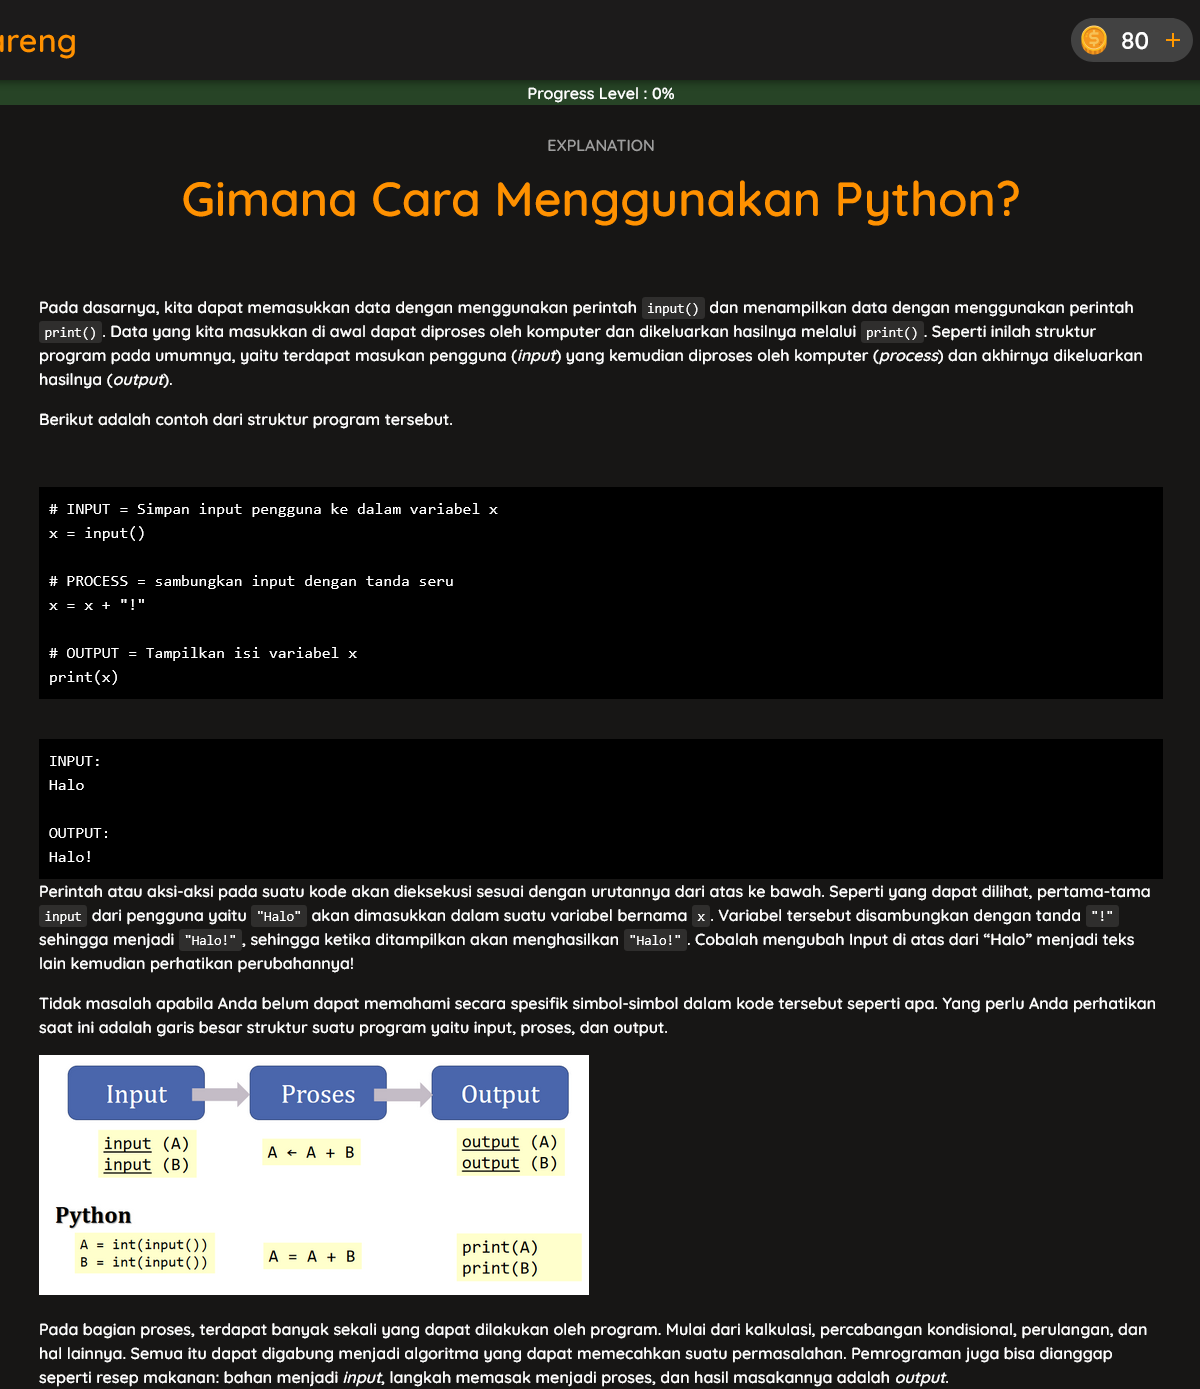 areng
80 +
Progress Level : 0%
EXPLANATION
Gimana Cara Menggunakan Python?
Pada dasarnya, kita dapat memasukkan data dengan menggunakan perintah input() dan menampilkan data dengan menggunakan perintah
print() . Data yang kita masukkan di awal dapat diproses oleh komputer dan dikeluarkan hasilnya melalui print() . Seperti inilah struktur
program pada umumnya, yaitu terdapat masukan pengguna (input) yang kemudian diproses oleh komputer (process) dan akhirnya dikeluarkan
hasilnya (output).
Berikut adalah contoh dari struktur program tersebut.
# INPUT = Simpan input pengguna ke dalam variabel x
x = input()
# PROCESS = sambungkan input dengan tanda seru
x = x + "!"
# OUTPUT = Tampilkan isi variabel x
print(x)
INPUT:
Halo
OUTPUT:
Halo!
Perintah atau aksi-aksi pada suatu kode akan dieksekusi sesuai dengan urutannya dari atas ke bawah. Seperti yang dapat dilihat, pertama-tama
input dari pengguna yaitu "Halo" akan dimasukkan dalam suatu variabel bernama x . Variabel tersebut disambungkan dengan tanda "!"
sehingga menjadi "Halo!" , sehingga ketika ditampilkan akan menghasilkan "Halo!" . Cobalah mengubah Input di atas dari “Halo” menjadi teks
lain kemudian perhatikan perubahannya!
Tidak masalah apabila Anda belum dapat memahami secara spesifik simbol-simbol dalam kode tersebut seperti apa. Yang perlu Anda perhatikan
saat ini adalah garis besar struktur suatu program yaitu input, proses, dan output.
Input Proses Output
input (A)
input (B)
A ← A + B
output (A)
output (B)
Python
A = int(input())
B = int(input())
A = A + B
print(A)
print(B)
Pada bagian proses, terdapat banyak sekali yang dapat dilakukan oleh program. Mulai dari kalkulasi, percabangan kondisional, perulangan, dan
hal lainnya. Semua itu dapat digabung menjadi algoritma yang dapat memecahkan suatu permasalahan. Pemrograman juga bisa dianggap
seperti resep makanan: bahan menjadi input, langkah memasak menjadi proses, dan hasil masakannya adalah output.